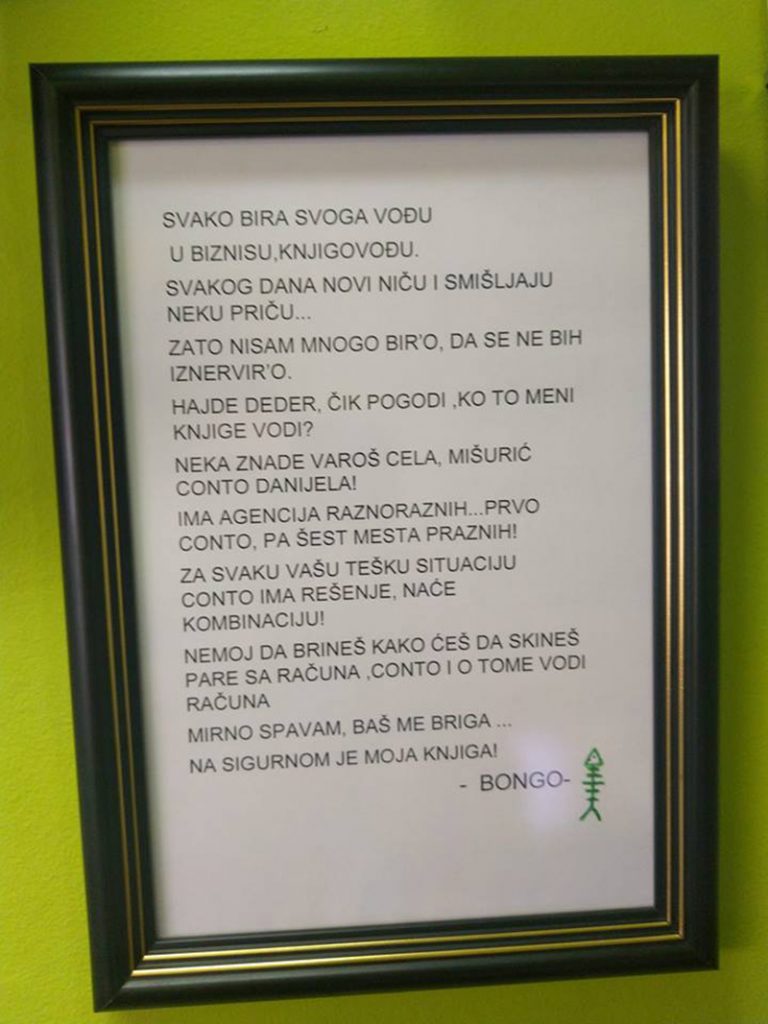 SVAKO BIRA SVOGA VOĐU
U BIZNISU,KNJIGOVOĐU.
SVAKOG DANA NOVI NIČU I SMIŠLJAJU
NEKU PRIČU...
ZATO NISAM MNOGO BIR'O, DA SE NE BIH
IZNERVIR'O.
HAJDE DEDER, ČIK POGODI ,KO TO MENI
KNJIGE VODI?
NEKA ZNADE VAROŠ CELA, MIŠURIĆ
CONTO DANIJELA!
IMA AGENCIJA RAZNORAZNIH...PRVO
CONTO, PA ŠEST MESTA PRAZNIH!
ZA SVAKU VAŠU TEŠKU SITUACIJU
CONTO IMA REŠENJE, NAĆE
KOMBINACIJU!
NEMOJ DA BRINEŠ KAKO ĆEŠ DA SKINEŠ
PARE SA RAČUNA ,CONTO I O TOME VODI
RAČUNA
MIRNO SPAVAM, BAŠ ME BRIGA ...
NA SIGURNOM JE MOJA KNJIGA!
- BONGO-